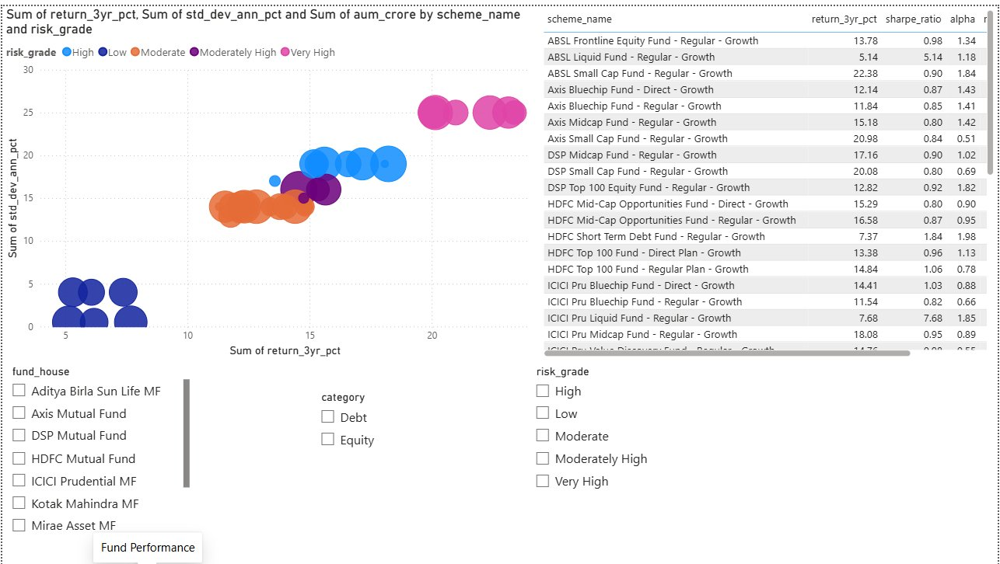 Sum of return_3yr_pct, Sum of std_dev_ann_pct and Sum of aum_crore by scheme_name
and risk_grade
risk_grade High Low Moderate Moderately High Very High
30
25
20
15
10
5
0
Sum of std_dev_ann_pct
5 10 15 20
Sum of return_3yr_pct
scheme_name return_3yr_pct sharpe_ratio alpha
ABSL Frontline Equity Fund - Regular - Growth 13.78 0.98 1.34
ABSL Liquid Fund - Regular - Growth 5.14 5.14 1.18
ABSL Small Cap Fund - Regular - Growth 22.38 0.90 1.84
Axis Bluechip Fund - Direct - Growth 12.14 0.87 1.43
Axis Bluechip Fund - Regular - Growth 11.84 0.85 1.41
Axis Midcap Fund - Regular - Growth 15.18 0.80 1.42
Axis Small Cap Fund - Regular - Growth 20.98 0.84 0.51
DSP Midcap Fund - Regular - Growth 17.16 0.90 1.02
DSP Small Cap Fund - Regular - Growth 20.08 0.80 0.69
DSP Top 100 Equity Fund - Regular - Growth 12.82 0.92 1.82
HDFC Mid-Cap Opportunities Fund - Direct - Growth 15.29 0.80 0.90
HDFC Mid-Cap Opportunities Fund - Regular - Growth 16.58 0.87 0.95
HDFC Short Term Debt Fund - Regular - Growth 7.37 1.84 1.98
HDFC Top 100 Fund - Direct Plan - Growth 13.38 0.96 1.13
HDFC Top 100 Fund - Regular Plan - Growth 14.84 1.06 0.78
ICICI Pru Bluechip Fund - Direct - Growth 14.41 1.03 0.88
ICICI Pru Bluechip Fund - Regular - Growth 11.54 0.82 0.66
ICICI Pru Liquid Fund - Regular - Growth 7.68 7.68 1.85
ICICI Pru Midcap Fund - Regular - Growth 18.08 0.95 0.89
ICICI Pru Value Discovery Fund - Regular - Growth
fund_house
Aditya Birla Sun Life MF
Axis Mutual Fund
DSP Mutual Fund
HDFC Mutual Fund
ICICI Prudential MF
Kotak Mahindra MF
Mirae Asset MF
Fund Performance
category
Debt
Equity
risk_grade
High
Low
Moderate
Moderately High
Very High